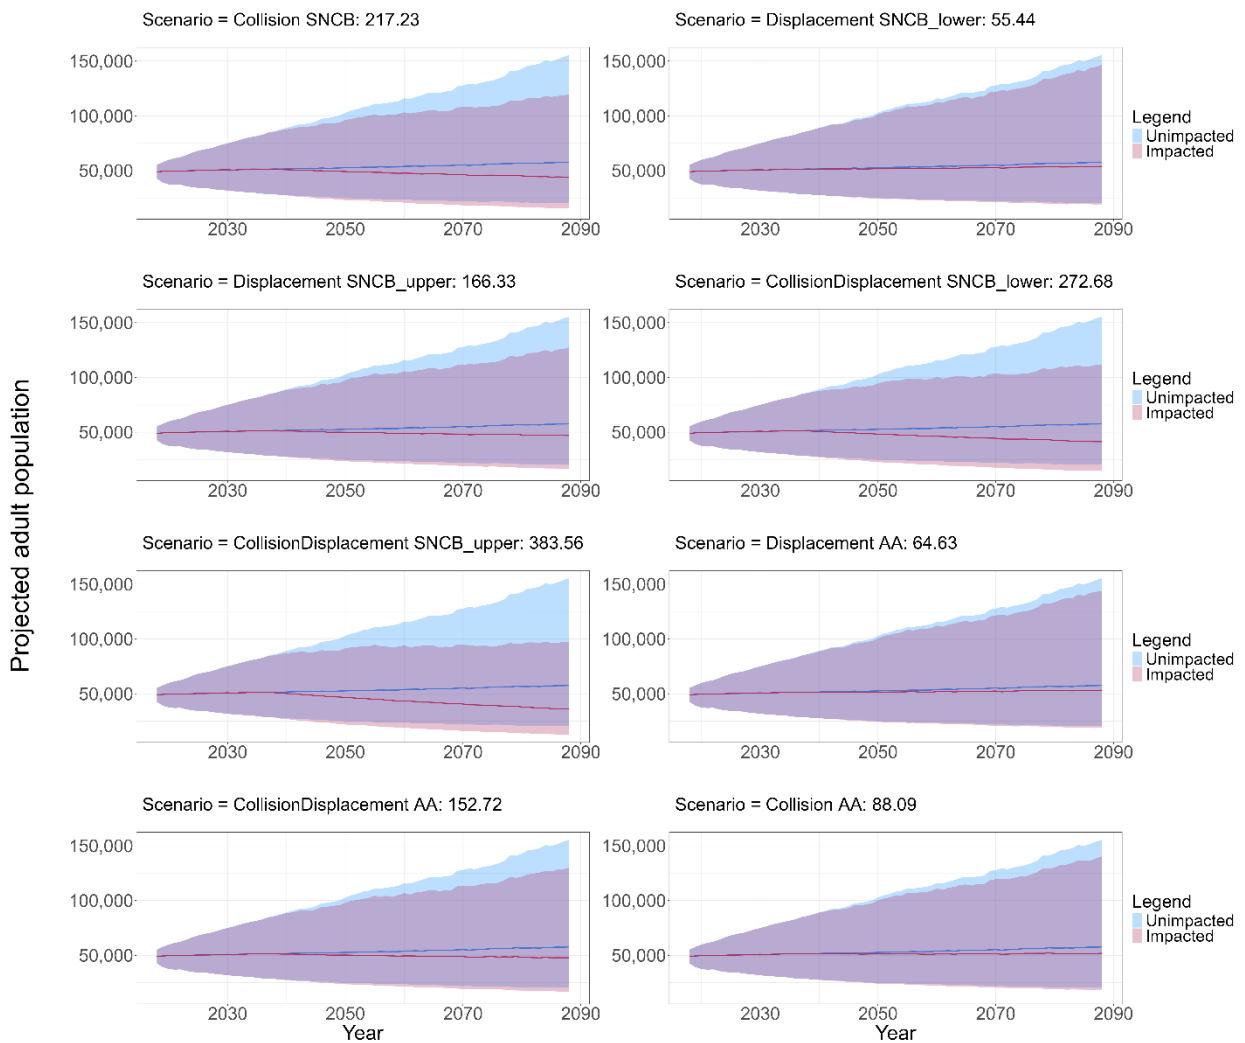 Scenario = Collision SNCB: 217.23
Scenario = Displacement SNCB_lower: 55.44
150,000
100,000
50,000
2030 2050 2070 2090
150,000
100,000
50,000
2030 2050 2070 2090
Legend
Unimpacted
Impacted
Scenario = Displacement SNCB_upper: 166.33
Scenario = CollisionDisplacement SNCB_lower: 272.68
150,000
100,000
50,000
2030 2050 2070 2090
150,000
100,000
50,000
2030 2050 2070 2090
Legend
Unimpacted
Impacted
Projected adult population
Scenario = CollisionDisplacement SNCB_upper: 383.56
Scenario = Displacement AA: 64.63
150,000
100,000
50,000
2030 2050 2070 2090
150,000
100,000
50,000
2030 2050 2070 2090
Legend
Unimpacted
Impacted
Scenario = CollisionDisplacement AA: 152.72
Scenario = Collision AA: 88.09
150,000
100,000
50,000
2030 2050 2070 2090
Year
150,000
100,000
50,000
2030 2050 2070 2090
Year
Legend
Unimpacted
Impacted